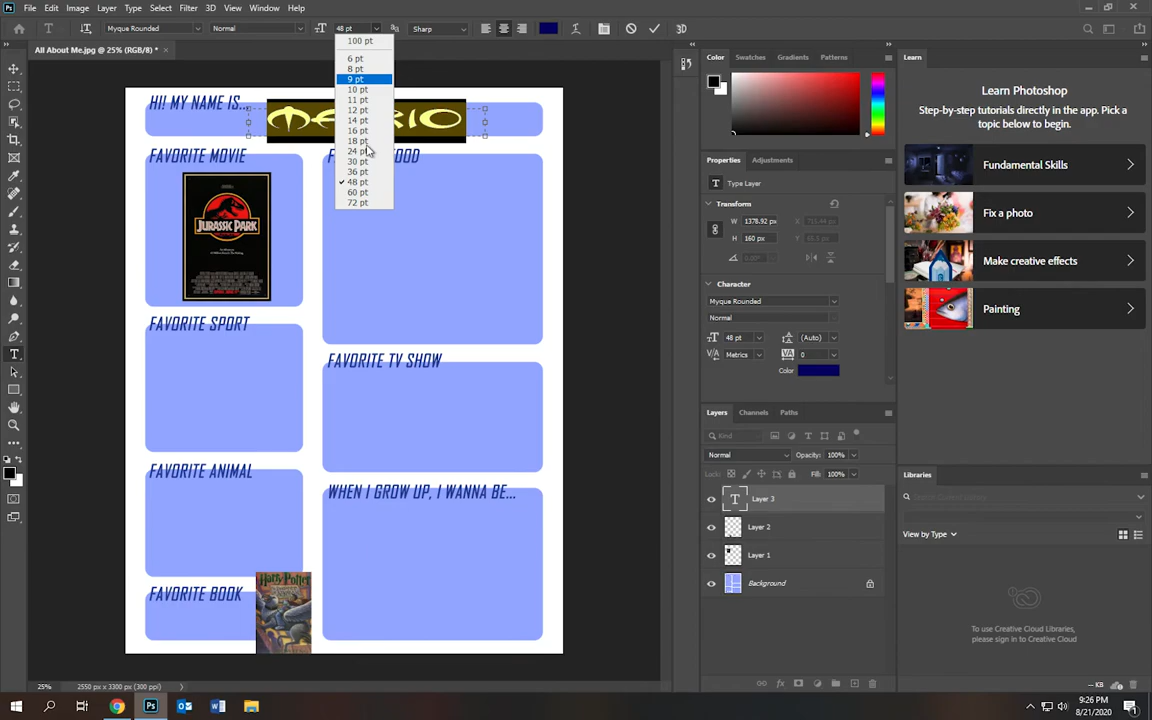 File Edit Image Layer Type Select Filter 3D View Window Help
Myque Rounded Normal 48 pt Sharp 3D
All About Me.jpg @ 25% (RGB/8) *
100 pt
6 pt
8 pt
9 pt
10 pt
11 pt
12 pt
14 pt
16 pt
18 pt
24 pt
30 pt
36 pt
48 pt
60 pt
72 pt
HI! MY NAME IS...
FAVORITE MOVIE
JURASSIC PARK
FAVORITE SPORT
FAVORITE TV SHOW
FAVORITE ANIMAL
WHEN I GROW UP, I WANNA BE...
FAVORITE BOOK
Harry Potter
Color Swatches Gradients Patterns
Properties Adjustments
Type Layer
Transform
W 1378.92 px
H 160 px
Character
Myque Rounded
Normal
48 pt (Auto)
Metrics 0
Color
Layers Channels Paths
Kind
Normal Opacity: 100%
Lock: Fill: 100%
Layer 3
Layer 2
Layer 1
Background
Learn
Learn Photoshop
Step-by-step tutorials directly in the app. Pick a topic below to begin.
Fundamental Skills
Fix a photo
Make creative effects
Painting
Libraries
View by Type
To use Creative Cloud Libraries, please sign in to Creative Cloud
-- KB
25% 2550 px x 3300 px (300 ppi)
9:26 PM
8/21/2020